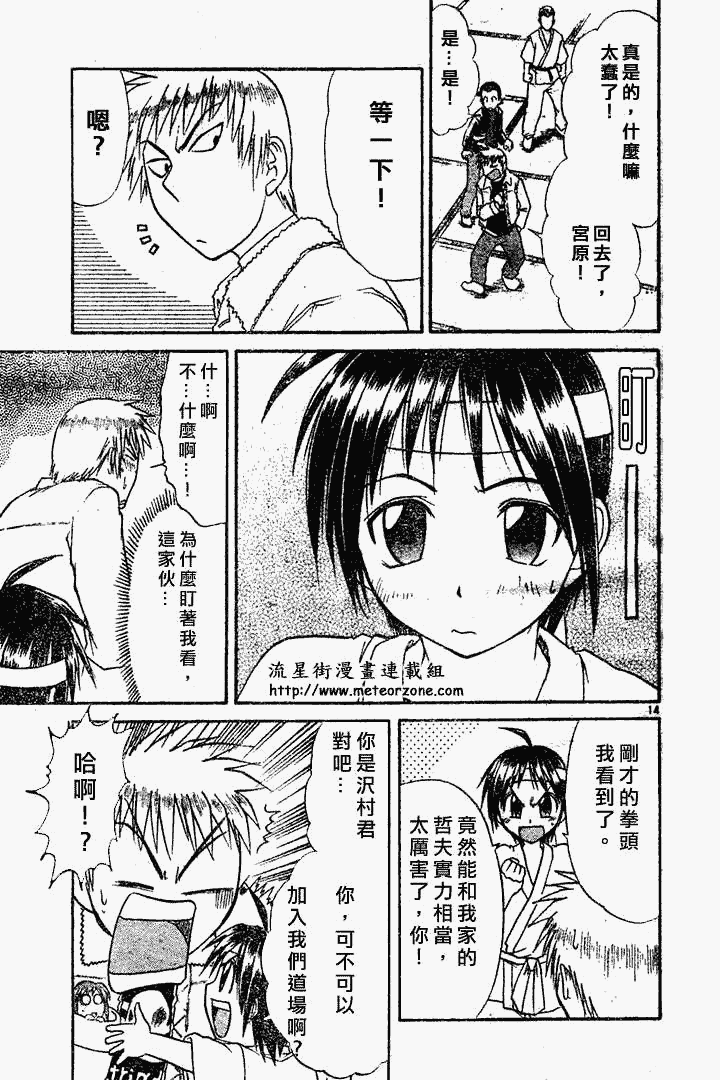 真是的，什麼嘛
太蠢了！
回去了，
宮原！
是…是！
等一下！
嗯？
盯
什…啊
不…什麼啊…！
為什麼盯著我看，
這家伙…
流星街漫畫連載組
http://www.meteorzone.com
14
剛才的拳頭
我看到了。
竟然能和我家的
哲夫實力相當，
太厲害了，你！
你是沢村君
對吧…
你，可不可以
加入我們道場啊？
哈啊！？